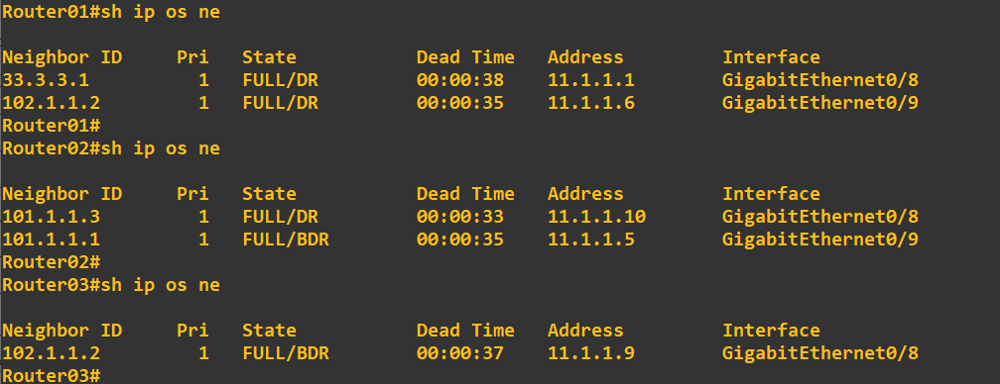 Router01#sh ip os ne
Neighbor ID Pri State Dead Time Address Interface
33.3.3.1 1 FULL/DR 00:00:38 11.1.1.1 GigabitEthernet0/8
102.1.1.2 1 FULL/DR 00:00:35 11.1.1.6 GigabitEthernet0/9
Router01#
Router02#sh ip os ne
Neighbor ID Pri State Dead Time Address Interface
101.1.1.3 1 FULL/DR 00:00:33 11.1.1.10 GigabitEthernet0/8
101.1.1.1 1 FULL/BDR 00:00:35 11.1.1.5 GigabitEthernet0/9
Router02#
Router03#sh ip os ne
Neighbor ID Pri State Dead Time Address Interface
102.1.1.2 1 FULL/BDR 00:00:37 11.1.1.9 GigabitEthernet0/8
Router03#